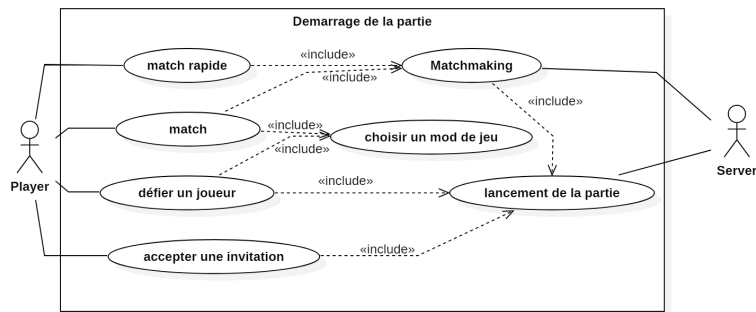 Demarrage de la partie
match rapide
«include»
Matchmaking
«include»
«include»
match
«include»
choisir un mod de jeu
«include»
Player
Server
défier un joueur
«include»
lancement de la partie
accepter une invitation
«include»